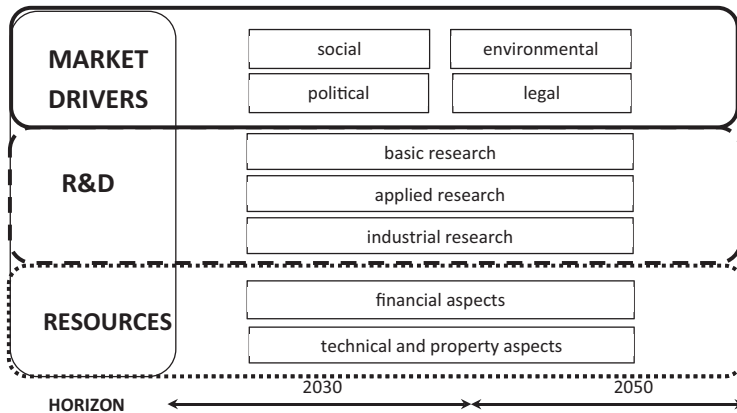 MARKET
DRIVERS
social
environmental
political
legal
R&D
basic research
applied research
industrial research
RESOURCES
financial aspects
technical and property aspects
HORIZON
2030
2050